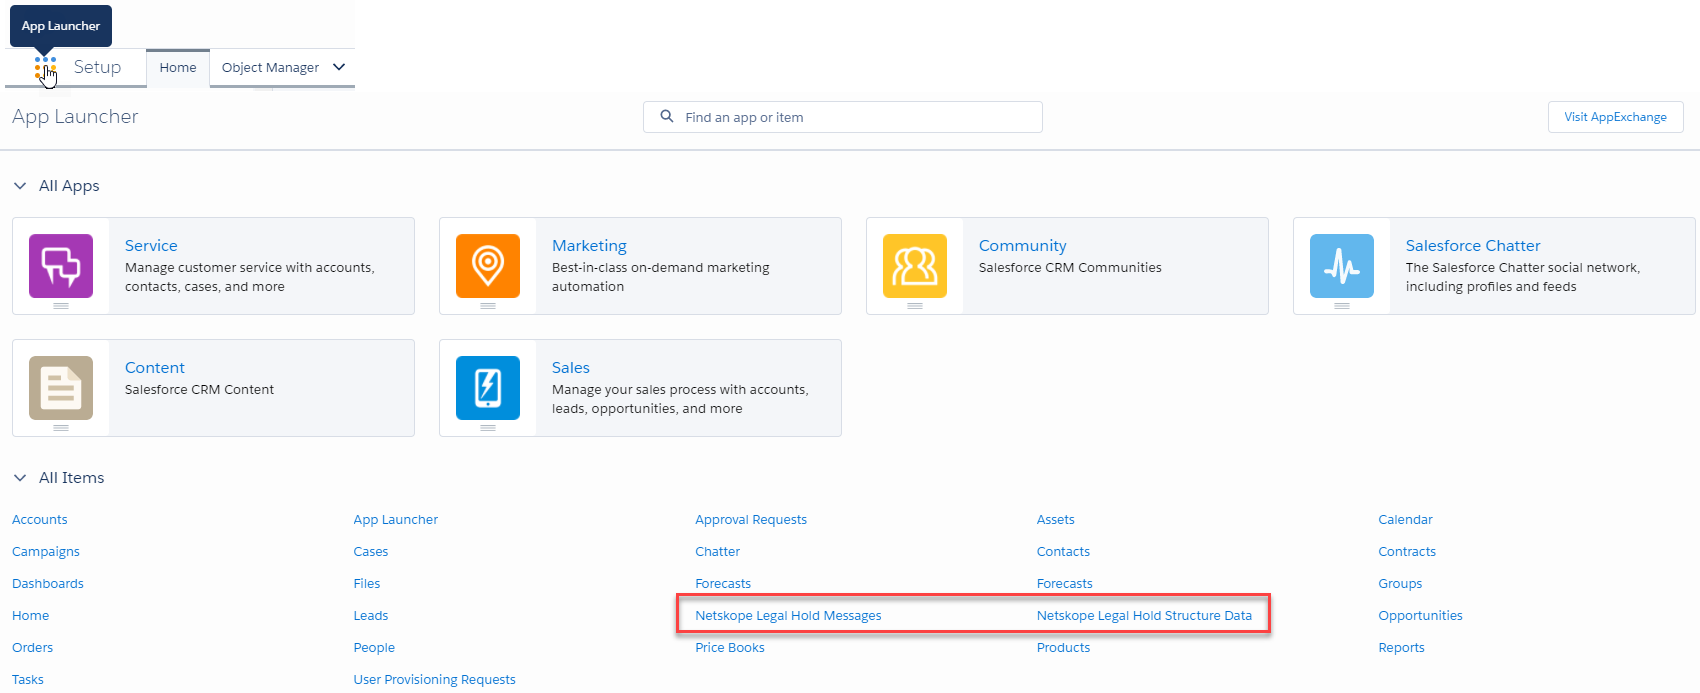 App Launcher
Setup
Home
Object Manager
App Launcher
Find an app or item
Visit AppExchange
All Apps
Service
Manage customer service with accounts,
contacts, cases, and more
Marketing
Best-in-class on-demand marketing
automation
Community
Salesforce CRM Communities
Salesforce Chatter
The Salesforce Chatter social network,
including profiles and feeds
Content
Salesforce CRM Content
Sales
Manage your sales process with accounts,
leads, opportunities, and more
All Items
Accounts
App Launcher
Approval Requests
Assets
Calendar
Campaigns
Cases
Chatter
Contacts
Contracts
Dashboards
Files
Forecasts
Forecasts
Groups
Home
Leads
Netskope Legal Hold Messages
Netskope Legal Hold Structure Data
Opportunities
Orders
People
Price Books
Products
Reports
Tasks
User Provisioning Requests